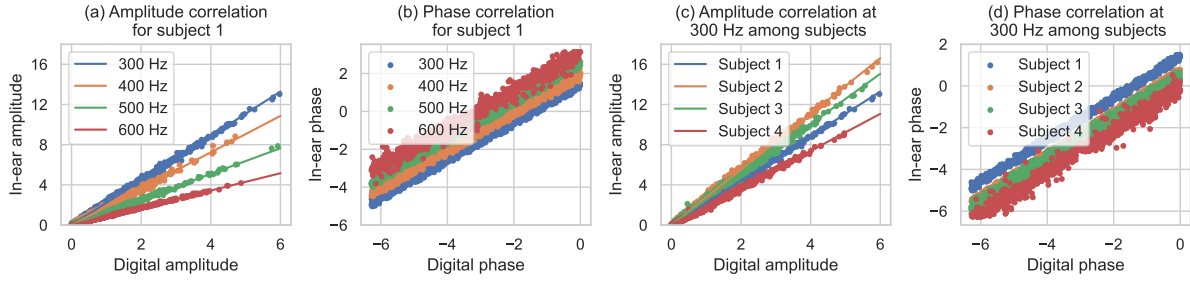 (a) Amplitude correlation
for subject 1
16
12
8
4
0
0
2
4
6
In-ear amplitude
Digital amplitude
300 Hz
400 Hz
500 Hz
600 Hz
(b) Phase correlation
for subject 1
2
0
−2
−4
−6
−6
−4
−2
0
In-ear phase
Digital phase
300 Hz
400 Hz
500 Hz
600 Hz
(c) Amplitude correlation at
300 Hz among subjects
16
12
8
4
0
0
2
4
6
In-ear amplitude
Digital amplitude
Subject 1
Subject 2
Subject 3
Subject 4
(d) Phase correlation at
300 Hz among subjects
2
0
−2
−4
−6
−6
−4
−2
0
In-ear phase
Digital phase
Subject 1
Subject 2
Subject 3
Subject 4